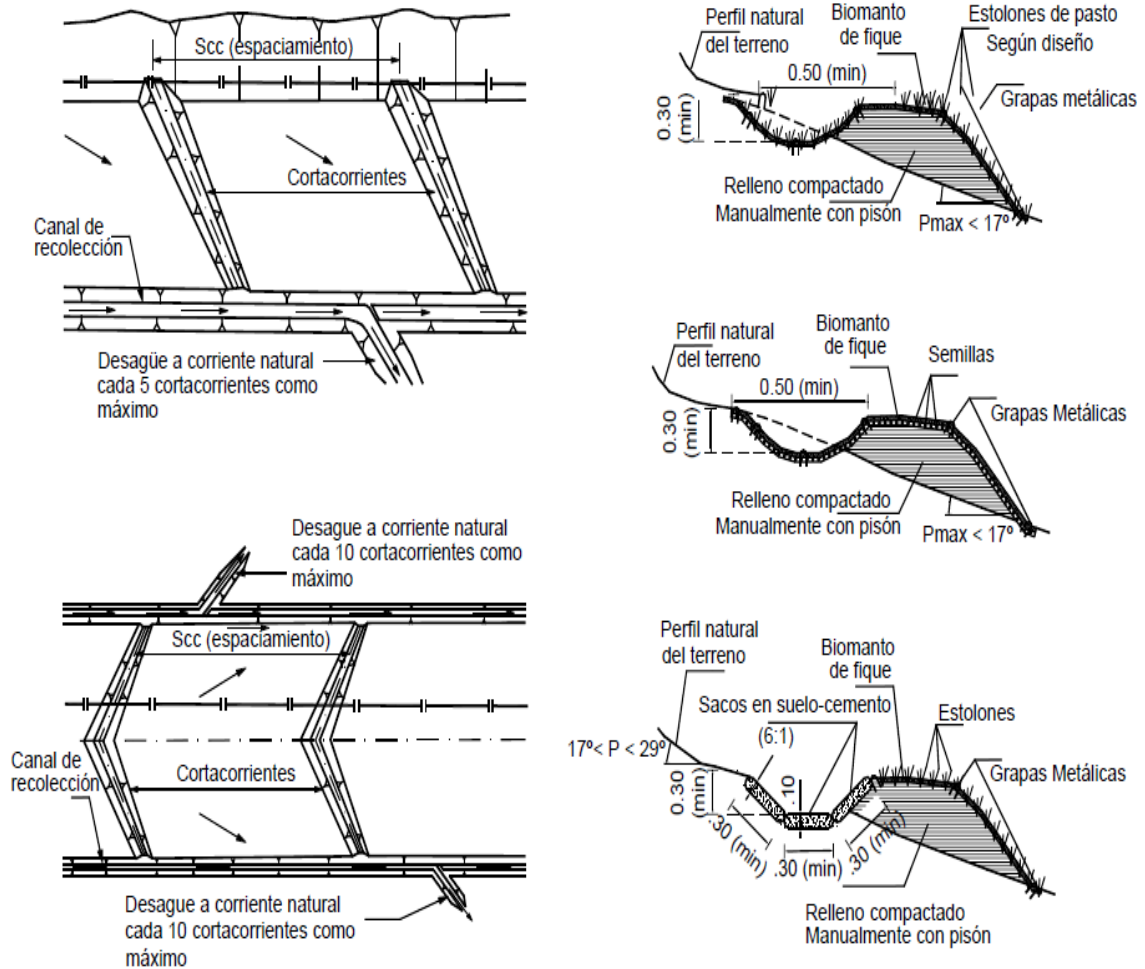 Scc (espaciamiento)
Cortacorrientes
Canal de
recolección
Desagüe a corriente natural
cada 5 cortacorrientes como
máximo
Desague a corriente natural
cada 10 cortacorrientes como
máximo
Scc (espaciamiento)
Canal de
recolección
Cortacorrientes
Desague a corriente natural
cada 10 cortacorrientes como
máximo
Perfil natural
del terreno
Biomanto
de fique
Estolones de pasto
Según diseño
0.50 (min)
Grapas metálicas
0.30
(min)
Relleno compactado
Manualmente con pisón
Pmax < 17º
Perfil natural
del terreno
Biomanto
de fique
Semillas
0.50 (min)
Grapas Metálicas
0.30
(min)
Relleno compactado
Manualmente con pisón
Pmax < 17º
Perfil natural
del terreno
Biomanto
de fique
Sacos en suelo-cemento
(6:1)
Estolones
17º< P < 29º
Grapas Metálicas
0.30
(min)
.10
.30 (min)
.30 (min)
.30 (min)
Relleno compactado
Manualmente con pisón